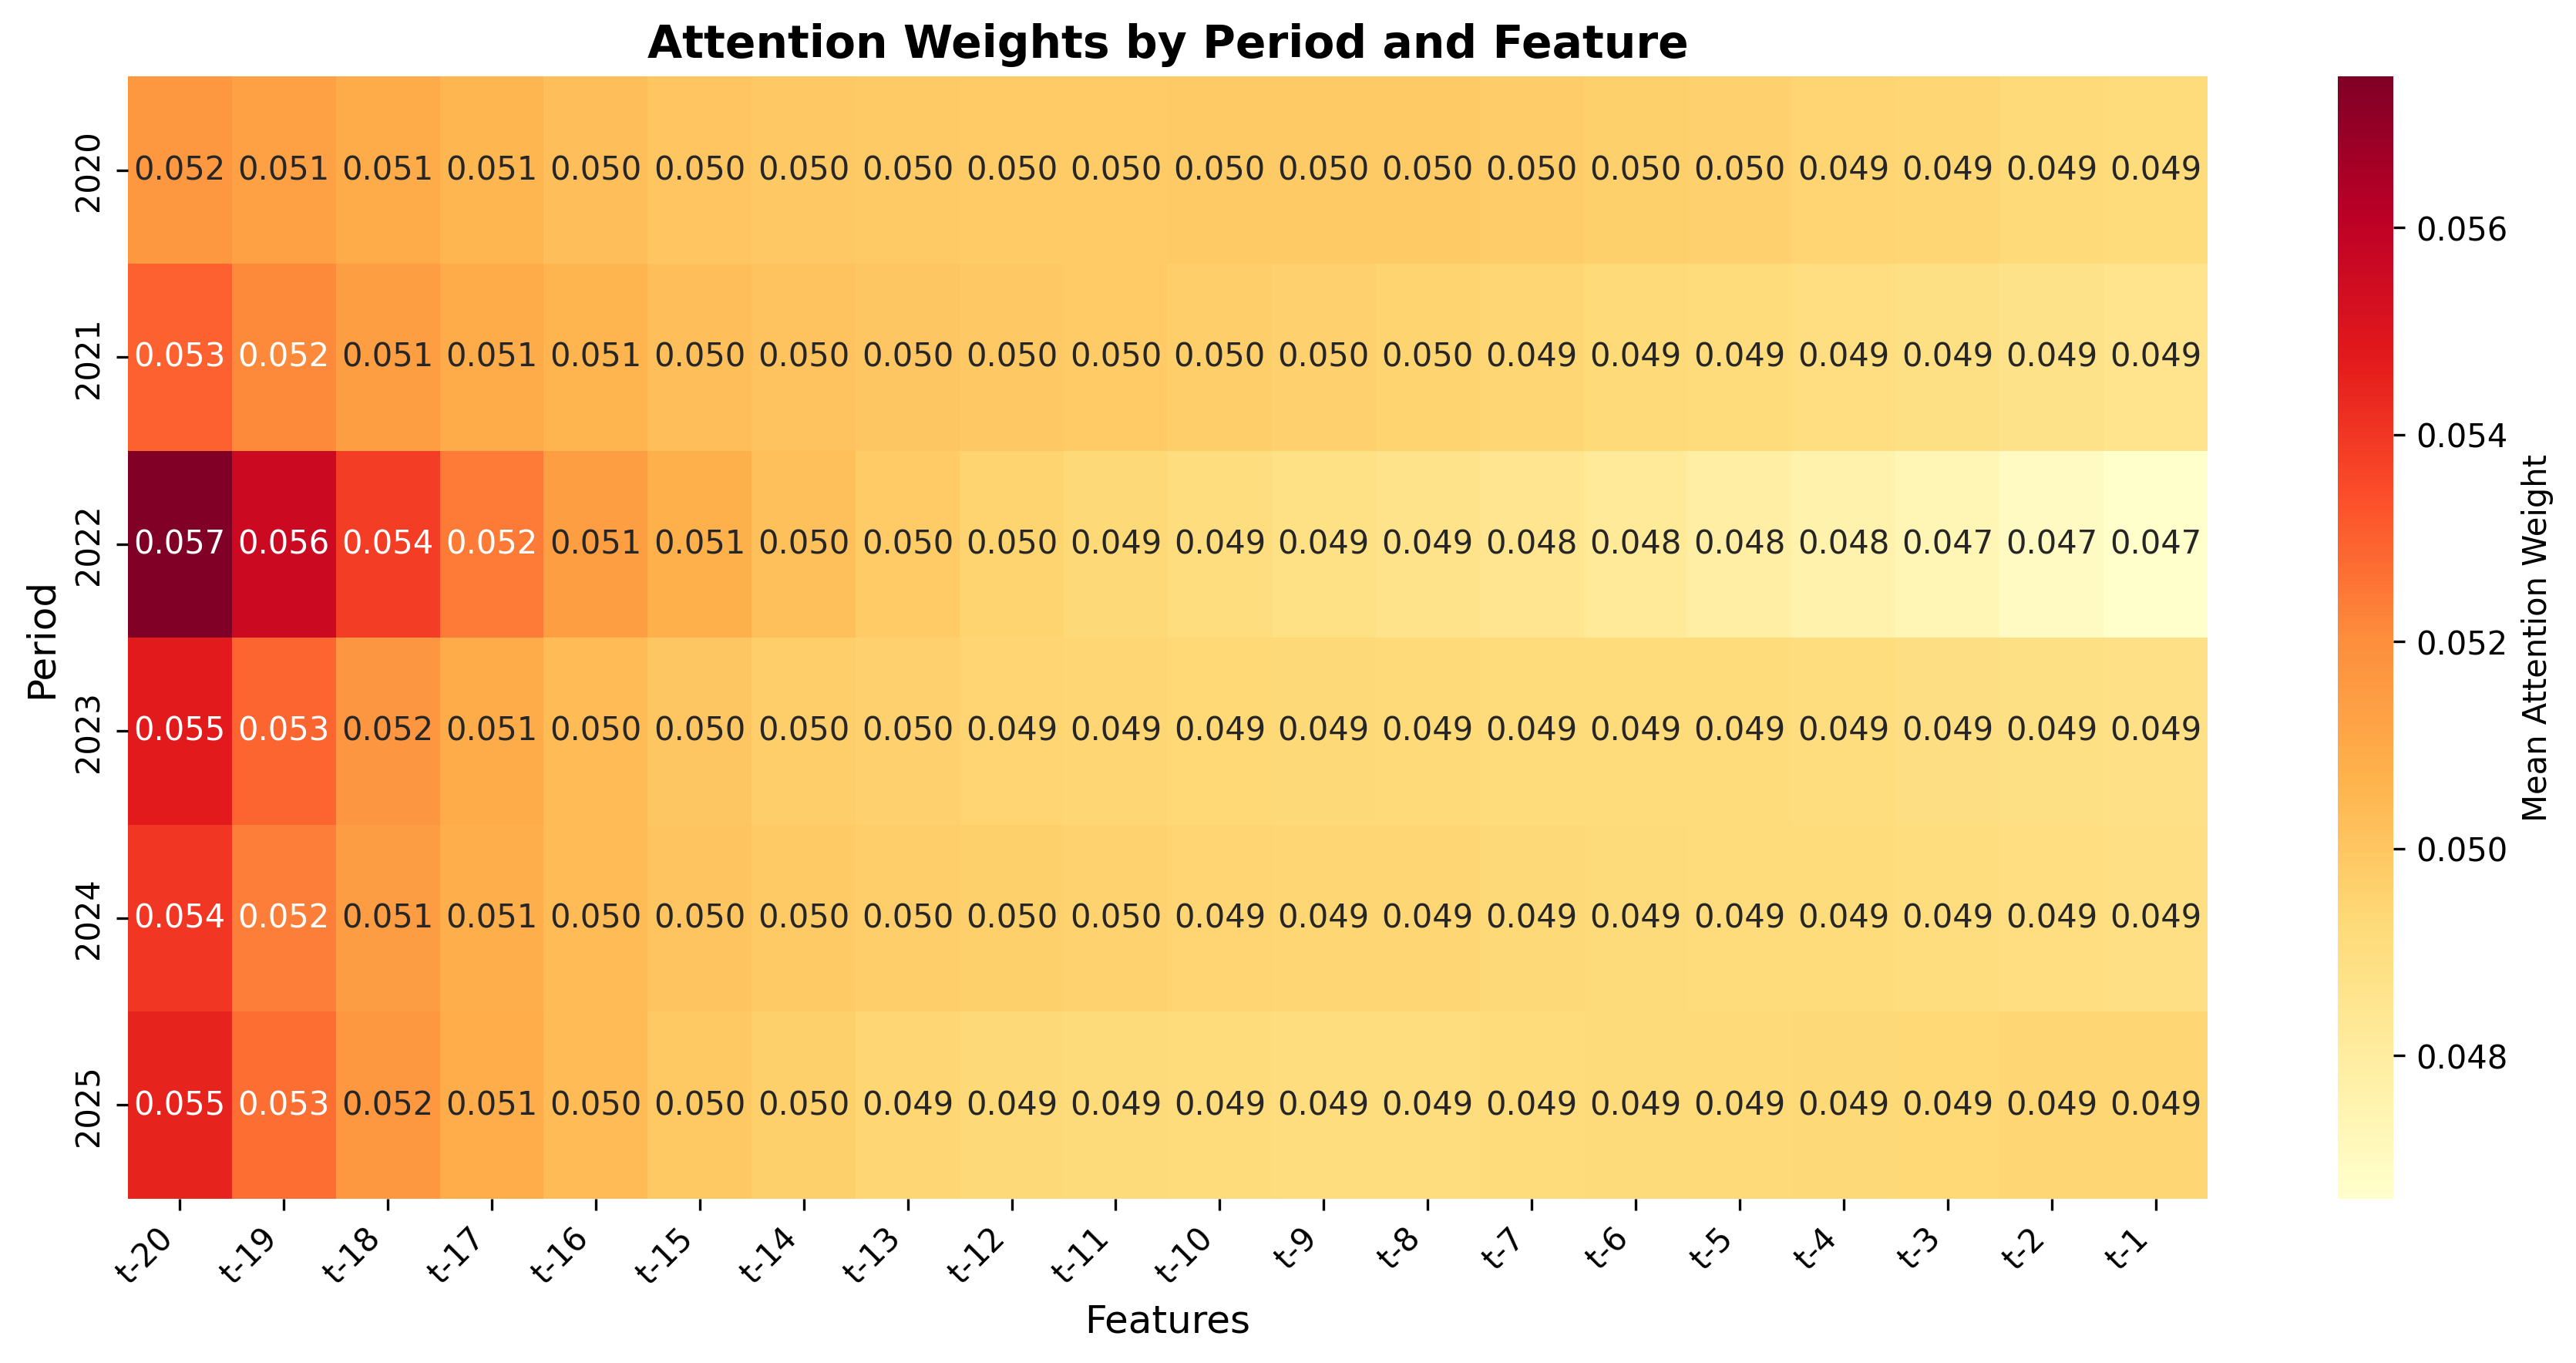 Attention Weights by Period and Feature
Period
2020
0.052 0.051 0.051 0.051 0.050 0.050 0.050 0.050 0.050 0.050 0.050 0.050 0.050 0.050 0.050 0.050 0.049 0.049 0.049 0.049
2021
0.053 0.052 0.051 0.051 0.051 0.050 0.050 0.050 0.050 0.050 0.050 0.050 0.050 0.049 0.049 0.049 0.049 0.049 0.049 0.049
2022
0.057 0.056 0.054 0.052 0.051 0.051 0.050 0.050 0.050 0.049 0.049 0.049 0.049 0.048 0.048 0.048 0.048 0.047 0.047 0.047
2023
0.055 0.053 0.052 0.051 0.050 0.050 0.050 0.050 0.049 0.049 0.049 0.049 0.049 0.049 0.049 0.049 0.049 0.049 0.049 0.049
2024
0.054 0.052 0.051 0.051 0.050 0.050 0.050 0.050 0.050 0.050 0.049 0.049 0.049 0.049 0.049 0.049 0.049 0.049 0.049 0.049
2025
0.055 0.053 0.052 0.051 0.050 0.050 0.050 0.049 0.049 0.049 0.049 0.049 0.049 0.049 0.049 0.049 0.049 0.049 0.049 0.049
t-20 t-19 t-18 t-17 t-16 t-15 t-14 t-13 t-12 t-11 t-10 t-9 t-8 t-7 t-6 t-5 t-4 t-3 t-2 t-1
Features
0.056
0.054
0.052
0.050
0.048
Mean Attention Weight